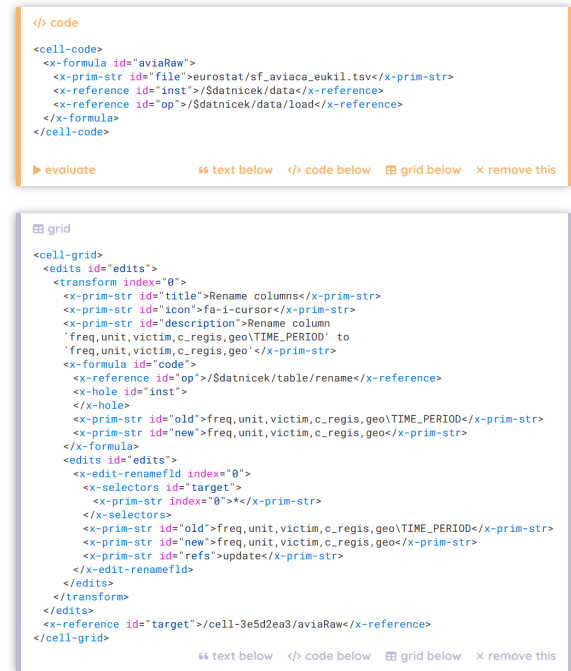 </> code
<cell-code>
<x-formula id="aviaRaw">
<x-prim-str id="file">eurostat/sf_aviaca_eukil.tsv</x-prim-str>
<x-reference id="inst">/$datnicek/data</x-reference>
<x-reference id="op">/$datnicek/data/load</x-reference>
</x-formula>
</cell-code>
evaluate text below </> code below grid below × remove this
grid
<cell-grid>
<edits id="edits">
<transform index="0">
<x-prim-str id="title">Rename columns</x-prim-str>
<x-prim-str id="icon">fa-i-cursor</x-prim-str>
<x-prim-str id="description">Rename column
`freq,unit,victim,c_regis,geo\TIME_PERIOD' to
`freq,unit,victim,c_regis,geo'</x-prim-str>
<x-formula id="code">
<x-reference id="op">/$datnicek/table/rename</x-reference>
<x-hole id="inst">
</x-hole>
<x-prim-str id="old">freq,unit,victim,c_regis,geo\TIME_PERIOD</x-prim-str>
<x-prim-str id="new">freq,unit,victim,c_regis,geo</x-prim-str>
</x-formula>
<edits id="edits">
<x-edit-renamefld index="0">
<x-selectors id="target">
<x-prim-str index="0">*</x-prim-str>
</x-selectors>
<x-prim-str id="old">freq,unit,victim,c_regis,geo\TIME_PERIOD</x-prim-str>
<x-prim-str id="new">freq,unit,victim,c_regis,geo</x-prim-str>
<x-prim-str id="refs">update</x-prim-str>
</x-edit-renamefld>
</edits>
</transform>
</edits>
<x-reference id="target">/cell-3e5d2ea3/aviaRaw</x-reference>
</cell-grid>
text below </> code below grid below × remove this